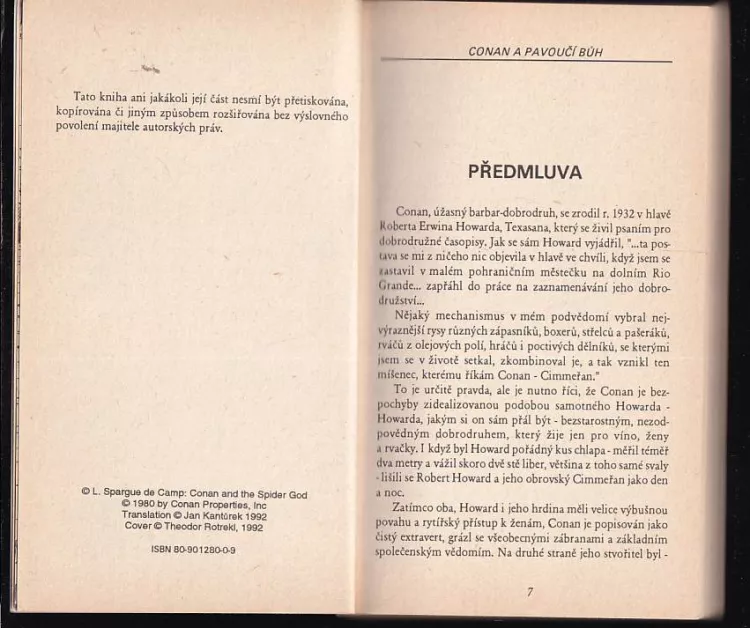 Tato kniha ani jakákoli její část nesmí být přetiskována,
kopírována či jiným způsobem rozšiřována bez výslovného
povolení majitele autorských práv.
© L. Spargue de Camp: Conan and the Spider God
© 1980 by Conan Properties, Inc
Translation © Jan Kantůrek 1992
Cover © Theodor Rotrekl, 1992
ISBN 80-901280-0-9
CONAN A PAVOUČÍ BŮH
PŘEDMLUVA
Conan, úžasný barbar-dobrodruh, se zrodil r. 1932 v hlavě
Roberta Erwina Howarda, Texasana, který se živil psaním pro
dobrodružné časopisy. Jak se sám Howard vyjádřil, "...ta pos-
tava se mi z ničeho nic objevila v hlavě ve chvíli, když jsem se
zastavil v malém pohraničním městečku na dolním Rio
Grande... zapřáhl do práce na zaznamenávání jeho dobro-
družství...
Nějaký mechanismus v mém podvědomí vybral nej-
výraznější rysy různých zápasníků, boxerů, střelců a pašeráků,
rváčů z olejových polí, hráčů i poctivých dělníků, se kterými
jsem se v životě setkal, zkombinoval je, a tak vznikl ten
míšenec, kterému říkám Conan - Cimmeřan."
To je určitě pravda, ale je nutno říci, že Conan je bez-
pochyby zidealizovanou podobou samotného Howarda -
Howarda, jakým si on sám přál být - bezstarostným, nezod-
povědným dobrodruhem, který žije jen pro víno, ženy
a rvačky. I když byl Howard pořádný kus chlapa - měřil téměř
dva metry a vážil skoro dvě stě liber, většina z toho samé svaly
- lišili se Robert Howard a jeho obrovský Cimmeřan jako den
a noc.
Zatímco oba, Howard i jeho hrdina měli velice výbušnou
povahu a rytířský přístup k ženám, Conan je popisován jako
čistý extravert, grázl se všeobecnými zábranami a základním
společenským vědomím. Na druhé straně jeho stvořitel byl -
7